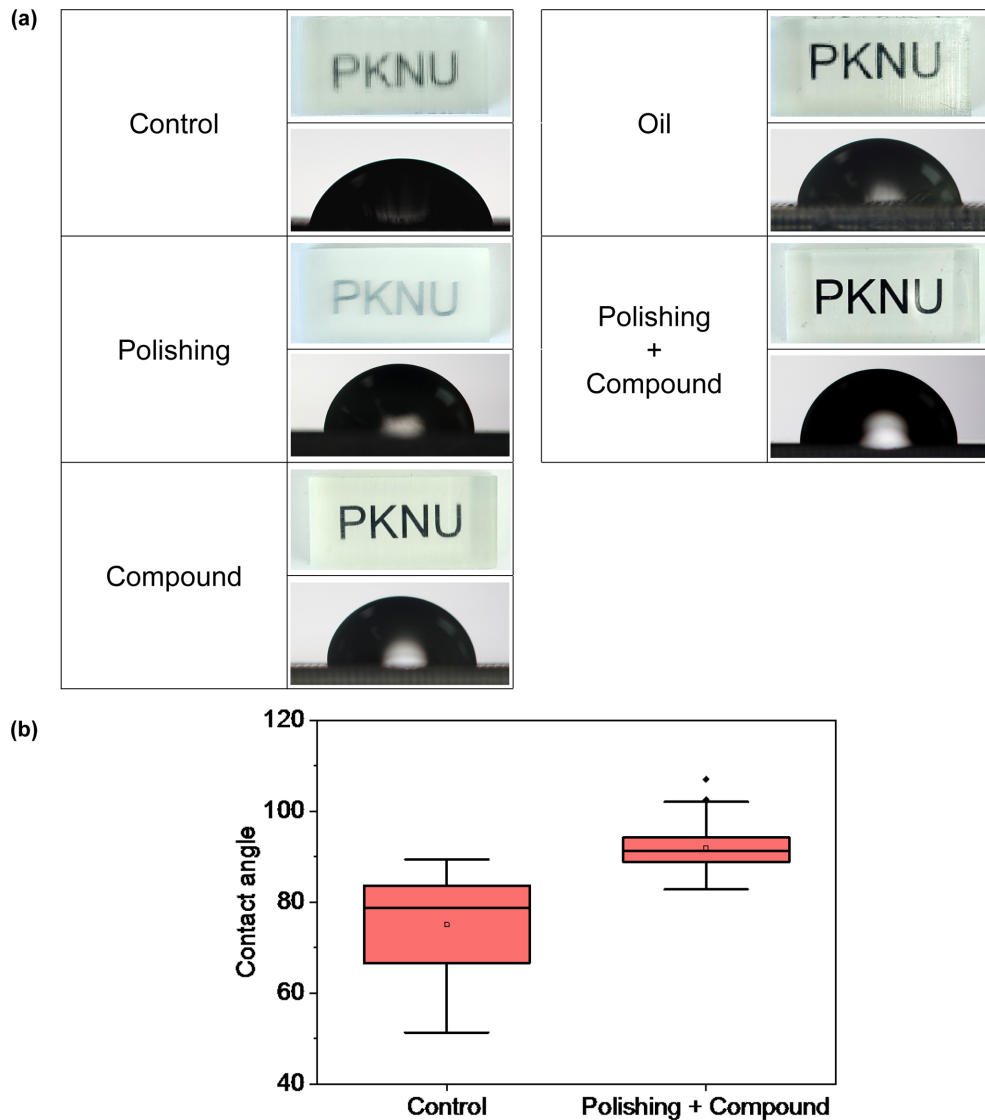 (a)
Control
PKNU
Polishing
PKNU
Compound
PKNU
Oil
PKNU
Polishing
+
Compound
PKNU
(b)
120
100
80
60
40
Contact angle
Control
Polishing + Compound